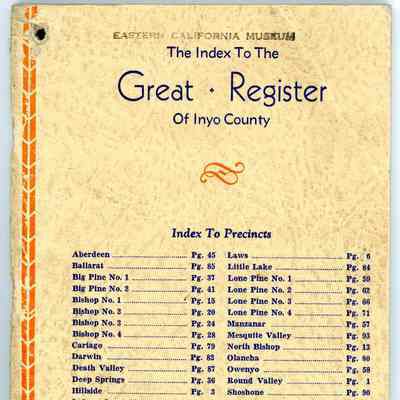 EASTERN CALIFORNIA MUSEUM
The Index To The
Great · Register
Of Inyo County
Index To Precincts
Aberdeen Pg. 45
Ballarat Pg. 85
Big Pine No. 1 Pg. 37
Big Pine No. 2 Pg. 41
Bishop No. 1 Pg. 15
Bishop No. 2 Pg. 20
Bishop No. 3 Pg. 24
Bishop No. 4 Pg. 28
Cartago Pg. 79
Darwin Pg. 83
Death Valley Pg. 87
Deep Springs Pg. 36
Hillside Pg. 3
Laws Pg. 6
Little Lake Pg. 84
Lone Pine No. 1 Pg. 59
Lone Pine No. 2 Pg. 62
Lone Pine No. 3 Pg. 66
Lone Pine No. 4 Pg. 71
Manzanar Pg. 57
Mesquite Valley Pg. 93
North Bishop Pg. 13
Olancha Pg. 80
Owenyo Pg. 58
Round Valley Pg. 1
Shoshone Pg. 90